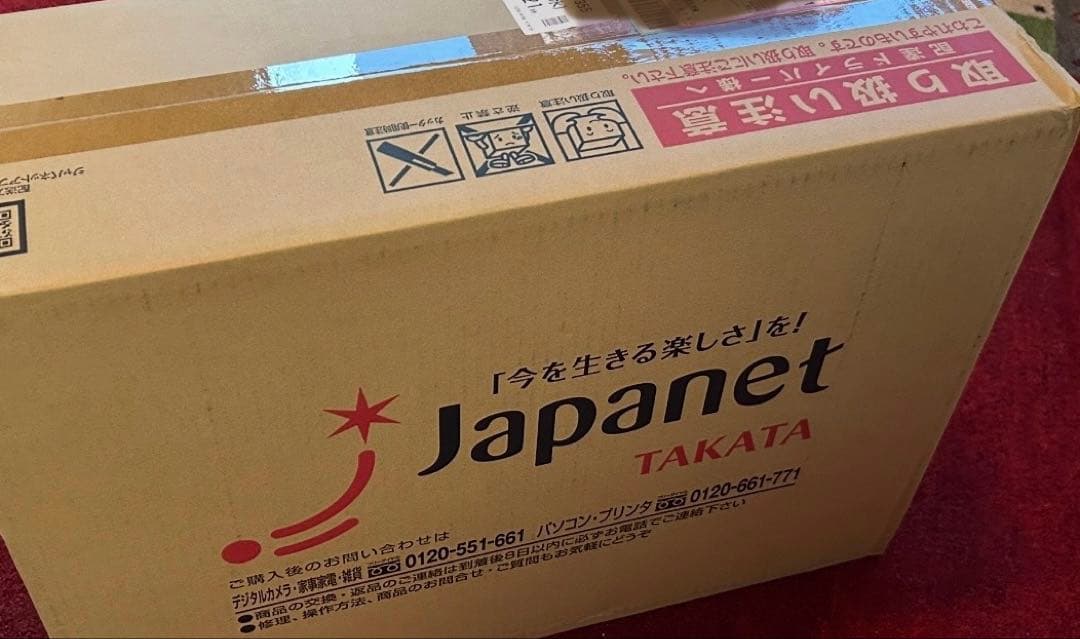 取り扱い注意
配達ドライバー様へ
こわれやすいものです。取り扱いにご注意下さい。
取り扱い注意
逆さ禁止
カッター使用時注意
「今を生きる楽しさ」を!
Japanet
TAKATA
ご購入後のお問い合わせは
デジタルカメラ・家事家電・雑貨 0120-551-661 パソコン・プリンタ 0120-661-771
●商品の交換・返品のご連絡は到着後8日以内に必ずお電話でご連絡下さい
●修理、操作方法、商品のお問合せ・ご質問もお気軽にどうぞ